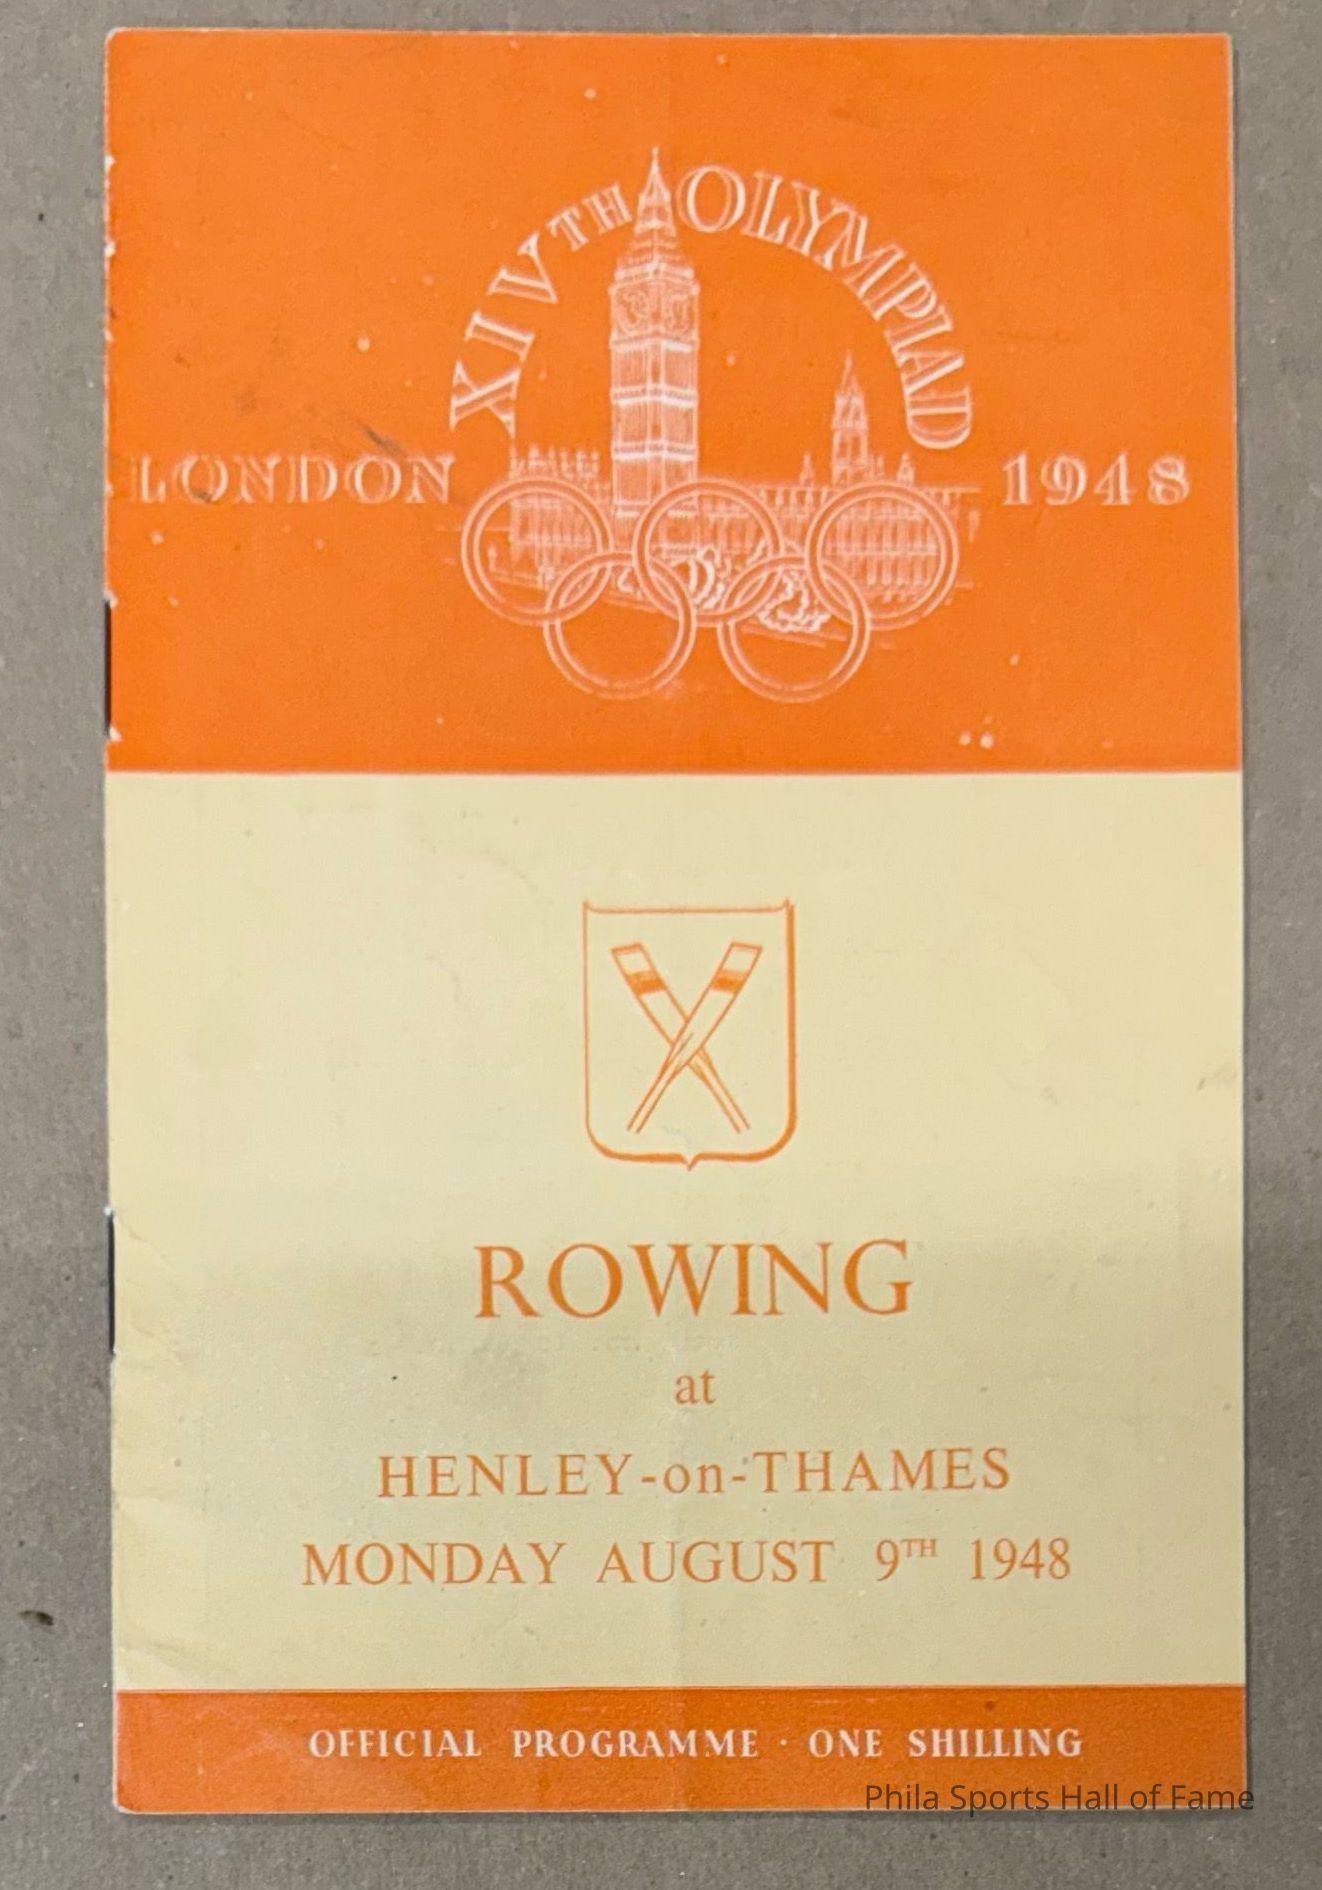 XIVTH OLYMPIAD
LONDON 1948
ROWING
at
HENLEY-on-THAMES
MONDAY AUGUST 9TH 1948
OFFICIAL PROGRAMME · ONE SHILLING
Phila Sports Hall of Fame